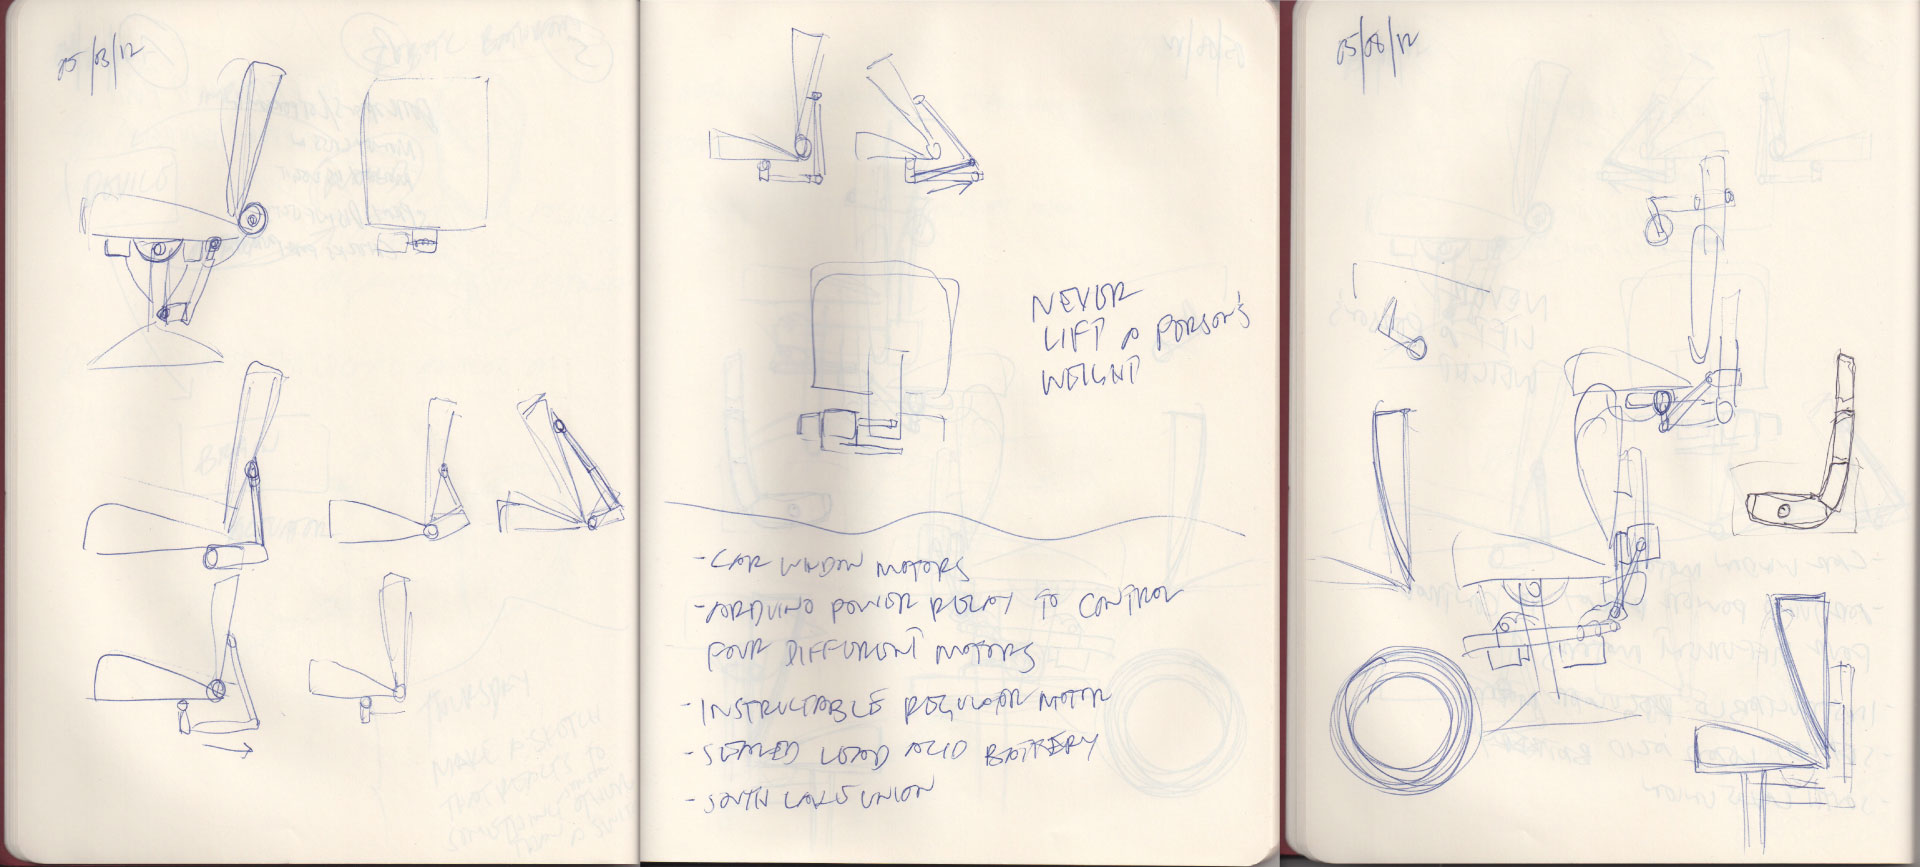 05/03/12
NEVER
LIFT A PERSON'S
WEIGHT
- CAR WINDOW MOTORS
- ARDUINO POWER RELAY TO CONTROL
FOUR DIFFERENT MOTORS
- INSTRUCTABLE REGULAR MOTOR
- SEALED LEAD ACID BATTERY
- SOUTH LAKE UNION
05/08/12